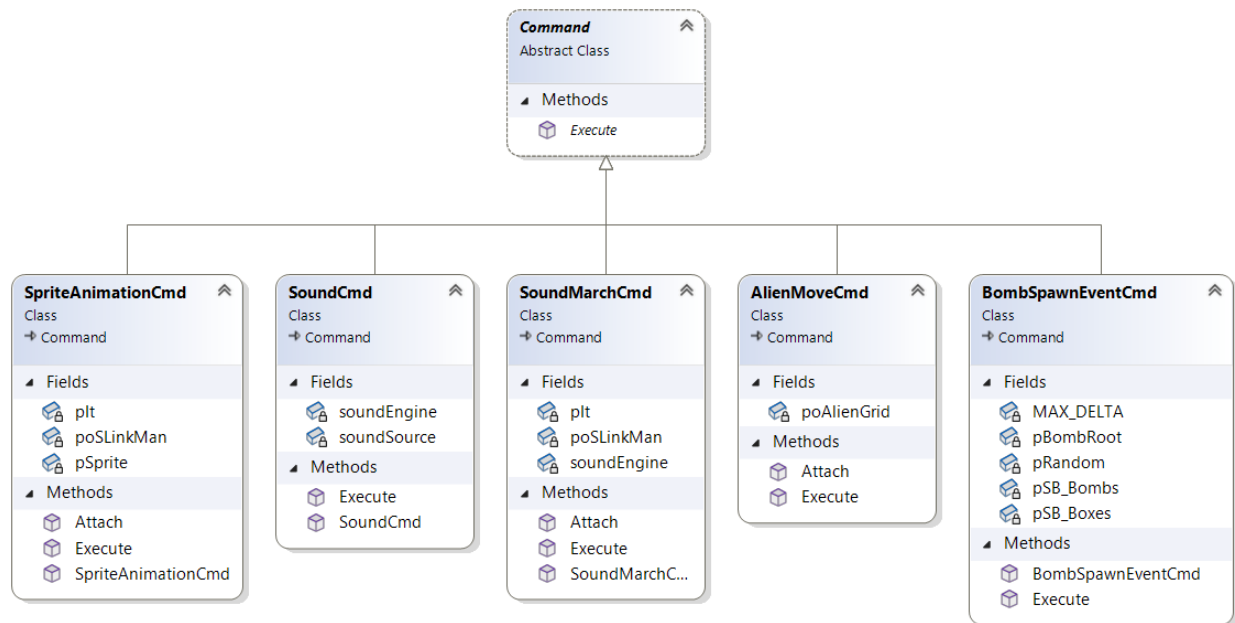 Command
Abstract Class
Methods
Execute
SpriteAnimationCmd
Class
Command
Fields
pIt
poSLinkMan
pSprite
Methods
Attach
Execute
SpriteAnimationCmd
SoundCmd
Class
Command
Fields
soundEngine
soundSource
Methods
Execute
SoundCmd
SoundMarchCmd
Class
Command
Fields
pIt
poSLinkMan
soundEngine
Methods
Attach
Execute
SoundMarchC...
AlienMoveCmd
Class
Command
Fields
poAlienGrid
Methods
Attach
Execute
BombSpawnEventCmd
Class
Command
Fields
MAX_DELTA
pBombRoot
pRandom
pSB_Bombs
pSB_Boxes
Methods
BombSpawnEventCmd
Execute